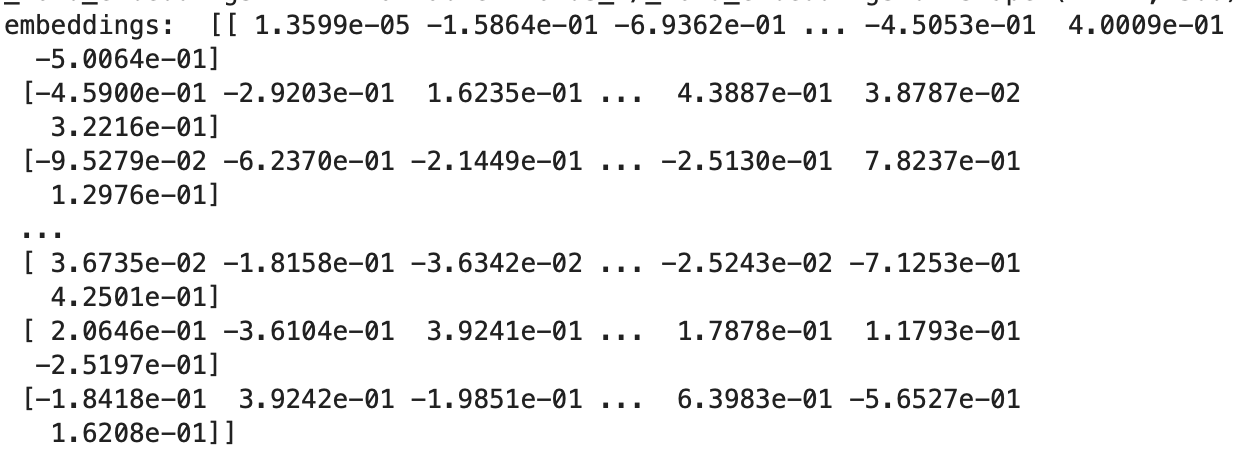 embeddings:  [[ 1.3599e-05 -1.5864e-01 -6.9362e-01 ... -4.5053e-01  4.0009e-01
  -5.0064e-01]
 [-4.5900e-01 -2.9203e-01  1.6235e-01 ...  4.3887e-01  3.8787e-02
   3.2216e-01]
 [-9.5279e-02 -6.2370e-01 -2.1449e-01 ... -2.5130e-01  7.8237e-01
   1.2976e-01]
 ...
 [ 3.6735e-02 -1.8158e-01 -3.6342e-02 ... -2.5243e-02 -7.1253e-01
   4.2501e-01]
 [ 2.0646e-01 -3.6104e-01  3.9241e-01 ...  1.7878e-01  1.1793e-01
  -2.5197e-01]
 [-1.8418e-01  3.9242e-01 -1.9851e-01 ...  6.3983e-01 -5.6527e-01
   1.6208e-01]]